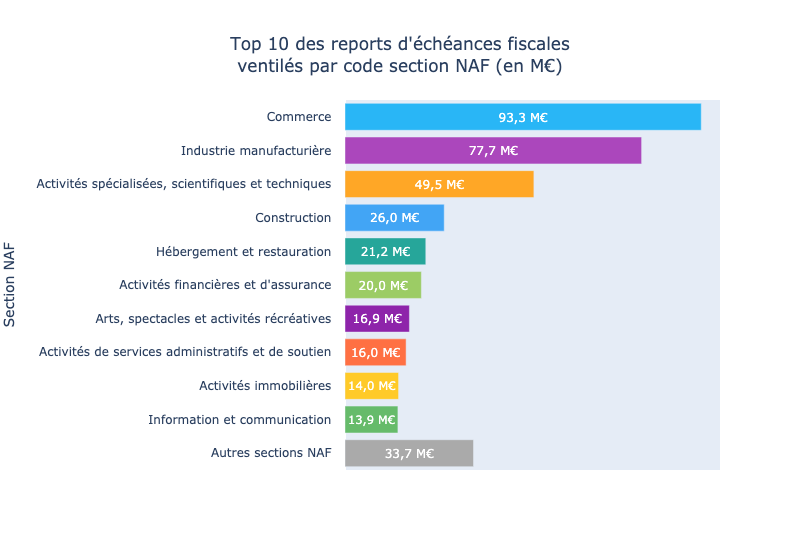 Top 10 des reports d'échéances fiscales
ventilés par code section NAF (en M€)
Section NAF
Commerce 93,3 M€
Industrie manufacturière 77,7 M€
Activités spécialisées, scientifiques et techniques 49,5 M€
Construction 26,0 M€
Hébergement et restauration 21,2 M€
Activités financières et d'assurance 20,0 M€
Arts, spectacles et activités récréatives 16,9 M€
Activités de services administratifs et de soutien 16,0 M€
Activités immobilières 14,0 M€
Information et communication 13,9 M€
Autres sections NAF 33,7 M€